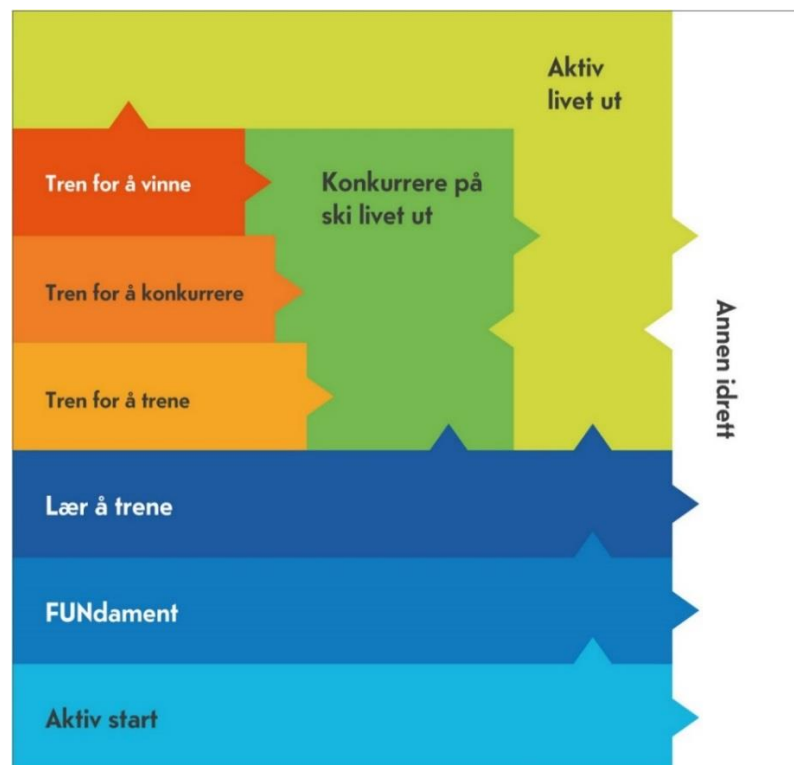 Aktiv
livet ut
Tren for å vinne
Konkurrere på
ski livet ut
Tren for å konkurrere
Tren for å trene
Annen idrett
Lær å trene
FUNdament
Aktiv start